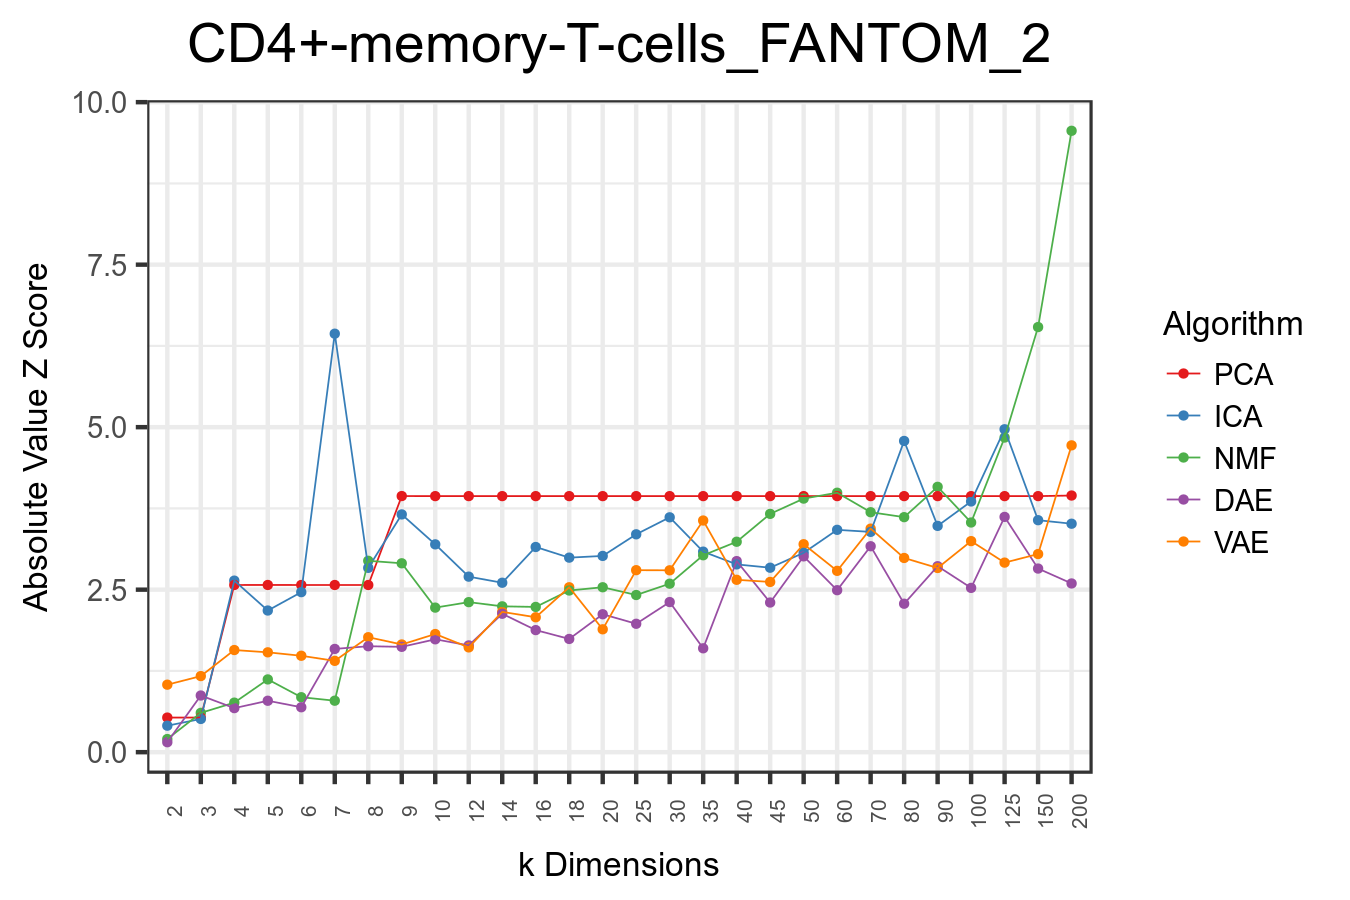 CD4+-memory-T-cells_FANTOM_2
Absolute Value Z Score
10.0
7.5
5.0
2.5
0.0
2 3 4 5 6 7 8 9 10 12 14 16 18 20 25 30 35 40 45 50 60 70 80 90 100 125 150 200
k Dimensions
Algorithm
PCA
ICA
NMF
DAE
VAE